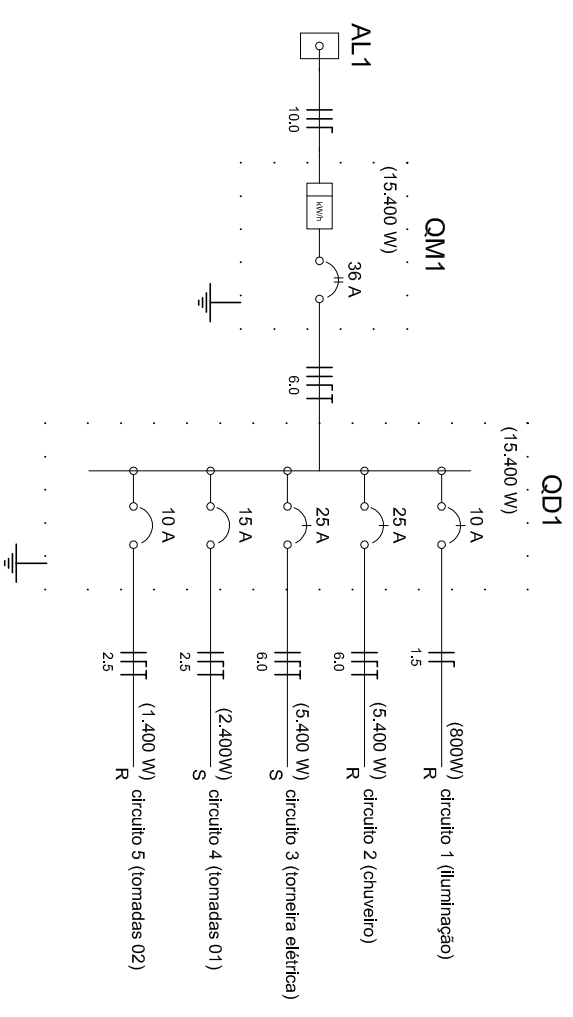 AL1
10.0
QM1
(15.400 W)
kW/h
36 A
6.0
QD1
(15.400 W)
10 A
1.5
(800W)
R
circuito 1 (iluminação)
25 A
6.0
(5.400 W)
R
circuito 2 (chuveiro)
25 A
6.0
(5.400 W)
S
circuito 3 (torneira elétrica)
15 A
2.5
(2.400W)
S
circuito 4 (tomadas 01)
10 A
2.5
(1.400 W)
R
circuito 5 (tomadas 02)